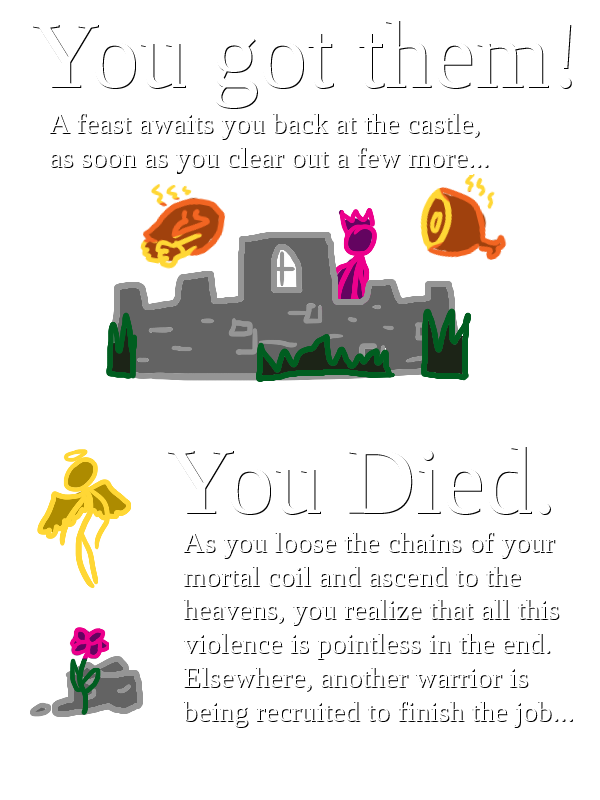 You got them!
A feast awaits you back at the castle,
as soon as you clear out a few more...
You Died.
As you loose the chains of your
mortal coil and ascend to the
heavens, you realize that all this
violence is pointless in the end.
Elsewhere, another warrior is
being recruited to finish the job...